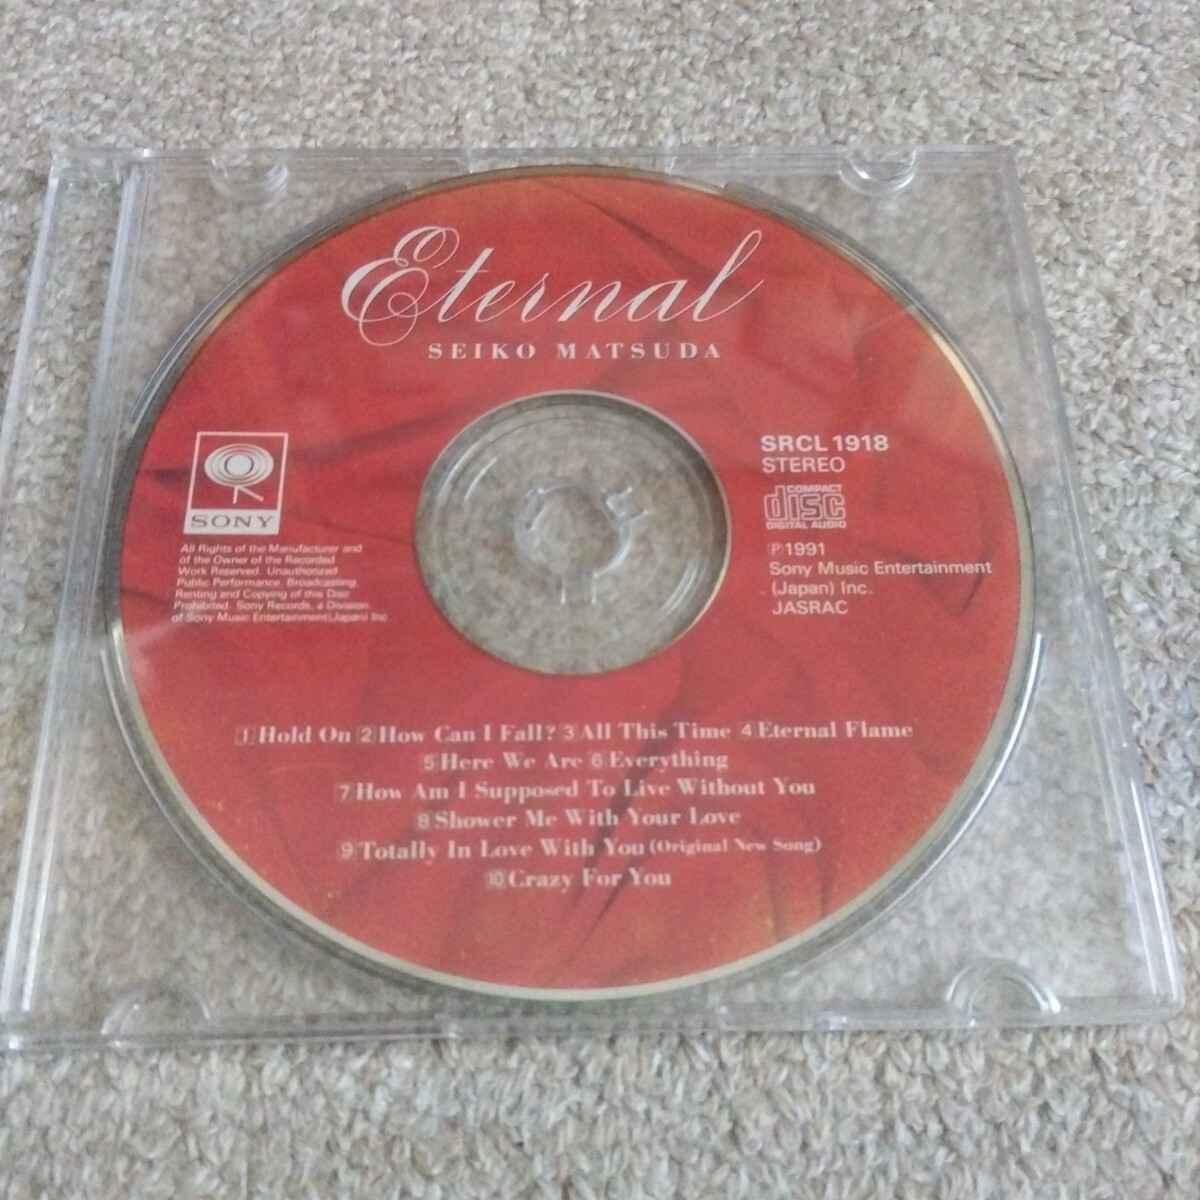 Eternal
SEIKO MATSUDA
SONY
All Rights of the Manufacturer and
of the Owner of the Recorded
Work Reserved. Unauthorized
Public Performance, Broadcasting,
Renting and Copying of this Disc
Prohibited. Sony Records, a Division
of Sony Music Entertainment(Japan) Inc.
SRCL 1918
STEREO
COMPACT
disc
DIGITAL AUDIO
Ⓟ1991
Sony Music Entertainment
(Japan) Inc.
JASRAC
1 Hold On 2 How Can I Fall? 3 All This Time 4 Eternal Flame
5 Here We Are 6 Everything
7 How Am I Supposed To Live Without You
8 Shower Me With Your Love
9 Totally In Love With You (Original New Song)
10 Crazy For You